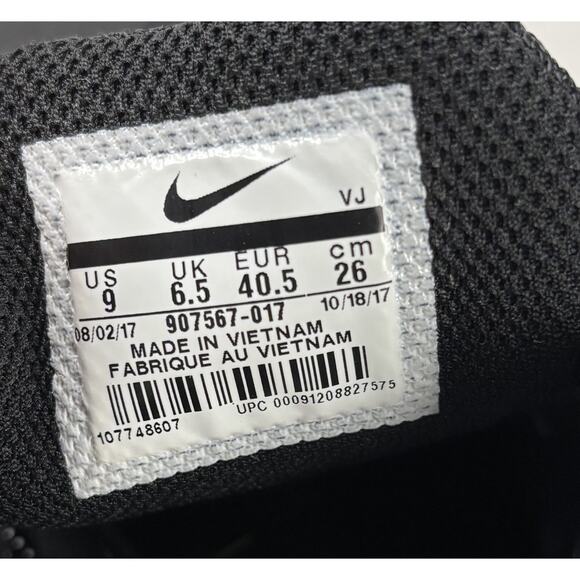 VJ
US UK EUR cm
9 6.5 40.5 26
08/02/17 907567-017 10/18/17
MADE IN VIETNAM
FABRIQUE AU VIETNAM
107748607 UPC 00091208827575